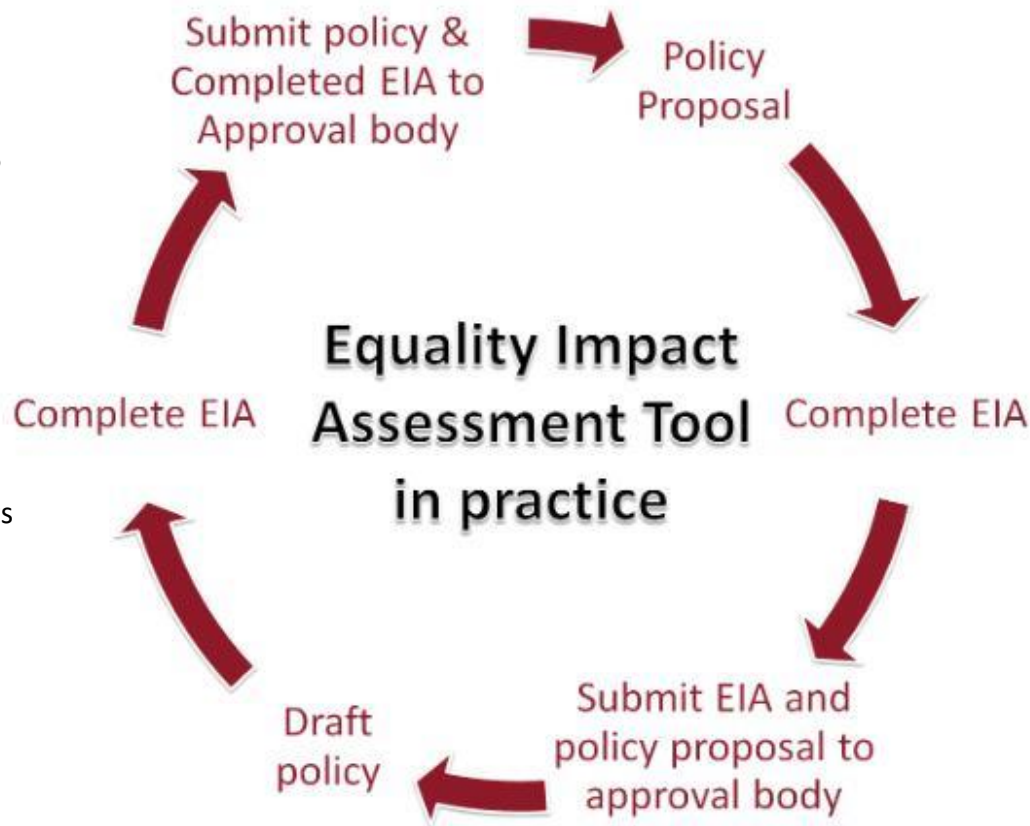 Submit policy &
Completed EIA to
Approval body
Policy
Proposal
Complete EIA
Equality Impact
Assessment Tool
in practice
Complete EIA
Submit EIA and
policy proposal to
approval body
Draft
policy
s